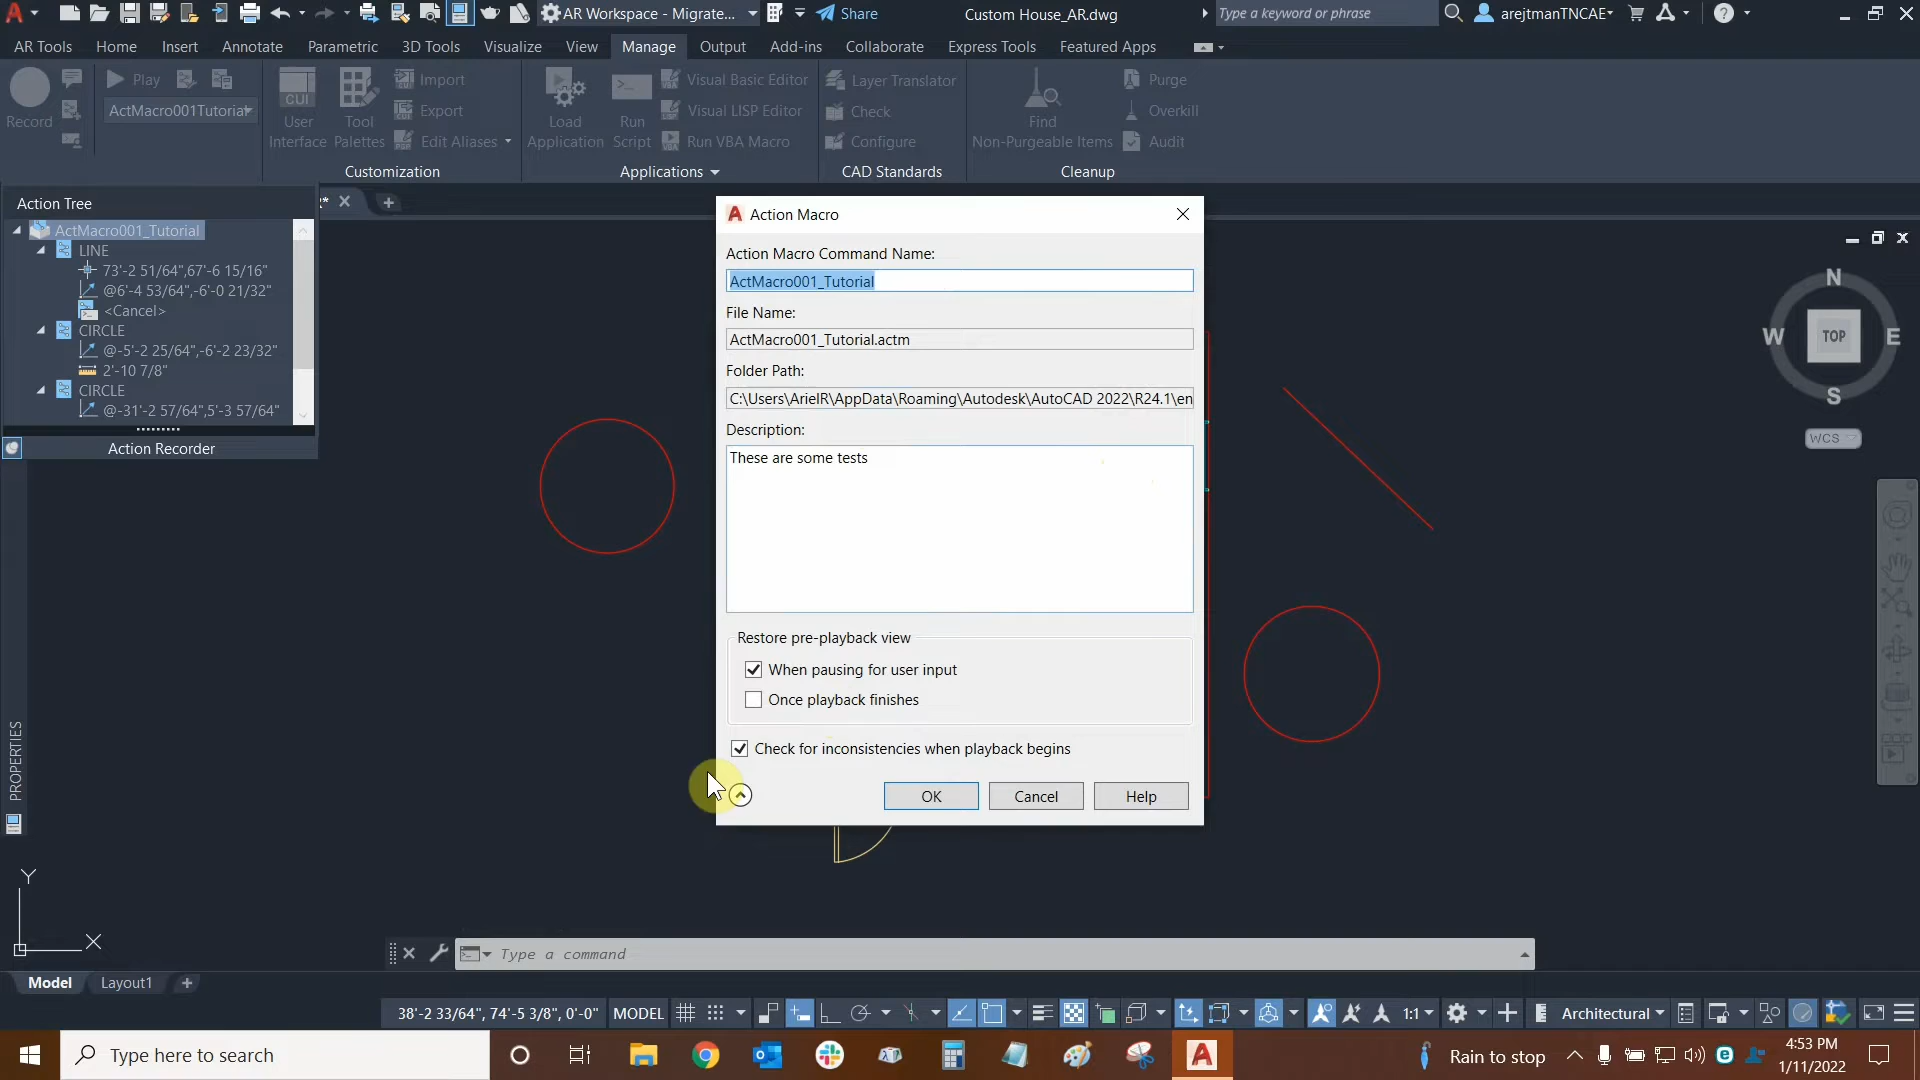 AR Workspace - Migrate...
Share
Custom House_AR.dwg
Type a keyword or phrase
arejtmanTNCAE
AR Tools
Home
Insert
Annotate
Parametric
3D Tools
Visualize
View
Manage
Output
Add-ins
Collaborate
Express Tools
Featured Apps
Record
Play
ActMacro001Tutorial
CUI
User
Interface
Tool
Palettes
Import
Export
Edit Aliases
Customization
Load
Application
Run
Script
Visual Basic Editor
Visual LISP Editor
Run VBA Macro
Applications
Layer Translator
Check
Configure
CAD Standards
Find
Non-Purgeable Items
Purge
Overkill
Audit
Cleanup
Action Tree
ActMacro001_Tutorial
LINE
73'-2 51/64",67'-6 15/16"
@6'-4 53/64",-6'-0 21/32"
<Cancel>
CIRCLE
@-5'-2 25/64",-6'-2 23/32"
2'-10 7/8"
CIRCLE
@-31'-2 57/64",5'-3 57/64"
Action Recorder
Action Macro
Action Macro Command Name:
ActMacro001_Tutorial
File Name:
ActMacro001_Tutorial.actm
Folder Path:
C:\Users\ArielR\AppData\Roaming\Autodesk\AutoCAD 2022\R24.1\en
Description:
These are some tests
Restore pre-playback view
When pausing for user input
Once playback finishes
Check for inconsistencies when playback begins
OK
Cancel
Help
N
W
TOP
E
S
WCS
PROPERTIES
Y
X
Type a command
Model
Layout1
38'-2 33/64", 74'-5 3/8", 0'-0"
MODEL
1:1
Architectural
Type here to search
Rain to stop
4:53 PM
1/11/2022